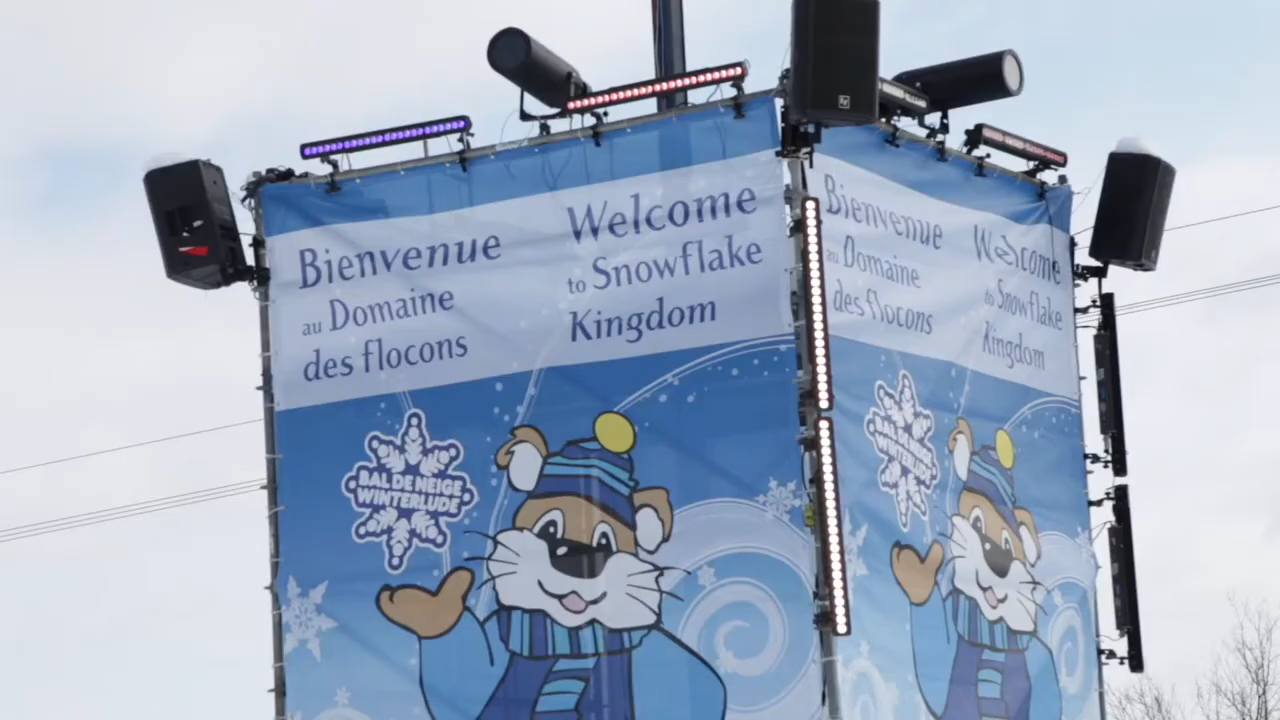 Bienvenue
au Domaine
des flocons
Welcome
to Snowflake
Kingdom
BAL DE NEIGE
WINTERLUDE
Bienvenue
au Domaine
des flocons
Welcome
to Snowflake
Kingdom
BAL DE NEIGE
WINTERLUDE
EV